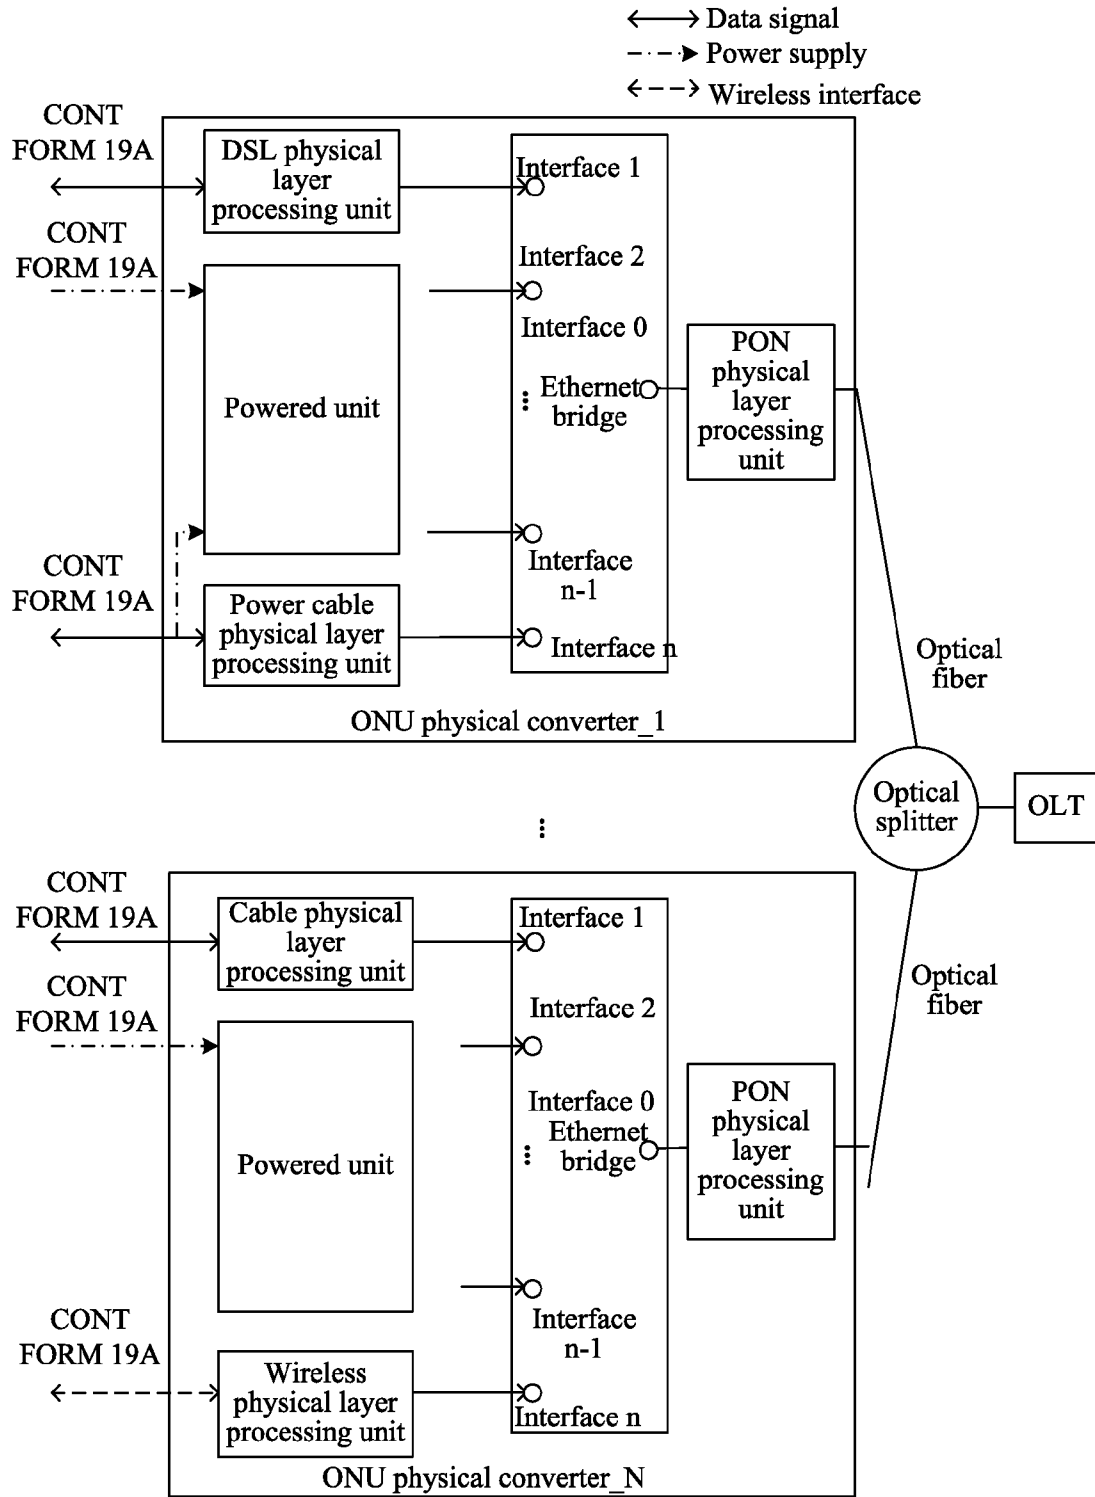 Data signal
Power supply
Wireless interface
CONT
FORM 19A
DSL physical
layer
processing unit
Interface 1
CONT
FORM 19A
Interface 2
Interface 0
Powered unit
Ethernet
bridge
PON
physical
layer
processing
unit
Interface
n-1
CONT
FORM 19A
Power cable
physical layer
processing unit
Interface n
ONU physical converter_1
Optical
fiber
Optical
splitter
OLT
CONT
FORM 19A
Cable physical
layer
processing unit
Interface 1
CONT
FORM 19A
Interface 2
Optical
fiber
Interface 0
Ethernet
bridge
Powered unit
PON
physical
layer
processing
unit
Interface
n-1
CONT
FORM 19A
Wireless
physical layer
processing unit
Interface n
ONU physical converter_N